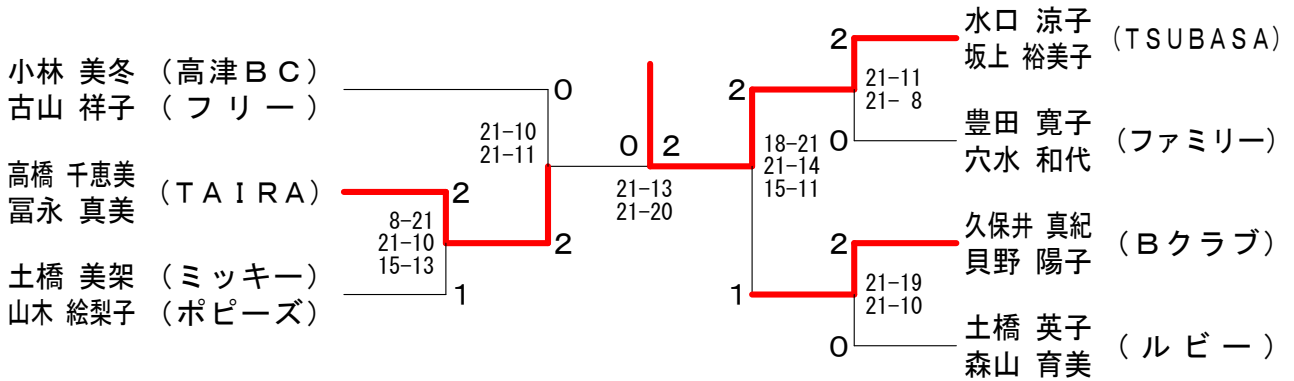 小林 美冬 (高津BC)
古山 祥子 (フリー)
高橋 千恵美
冨永 真美
(TAIRA)
土橋 美架 (ミッキー)
山木 絵梨子 (ポピーズ)
2
1
8-21
21-10
15-13
0
2
21-10
21-11
0 2
21-13
21-20
2
1
18-21
21-14
15-11
2
0
21-11
21- 8
2
0
21-19
21-10
水口 涼子
坂上 裕美子
(TSUBASA)
豊田 寛子
穴水 和代
(ファミリー)
久保井 真紀
貝野 陽子
(Bクラブ)
土橋 英子
森山 育美
(ルビー)